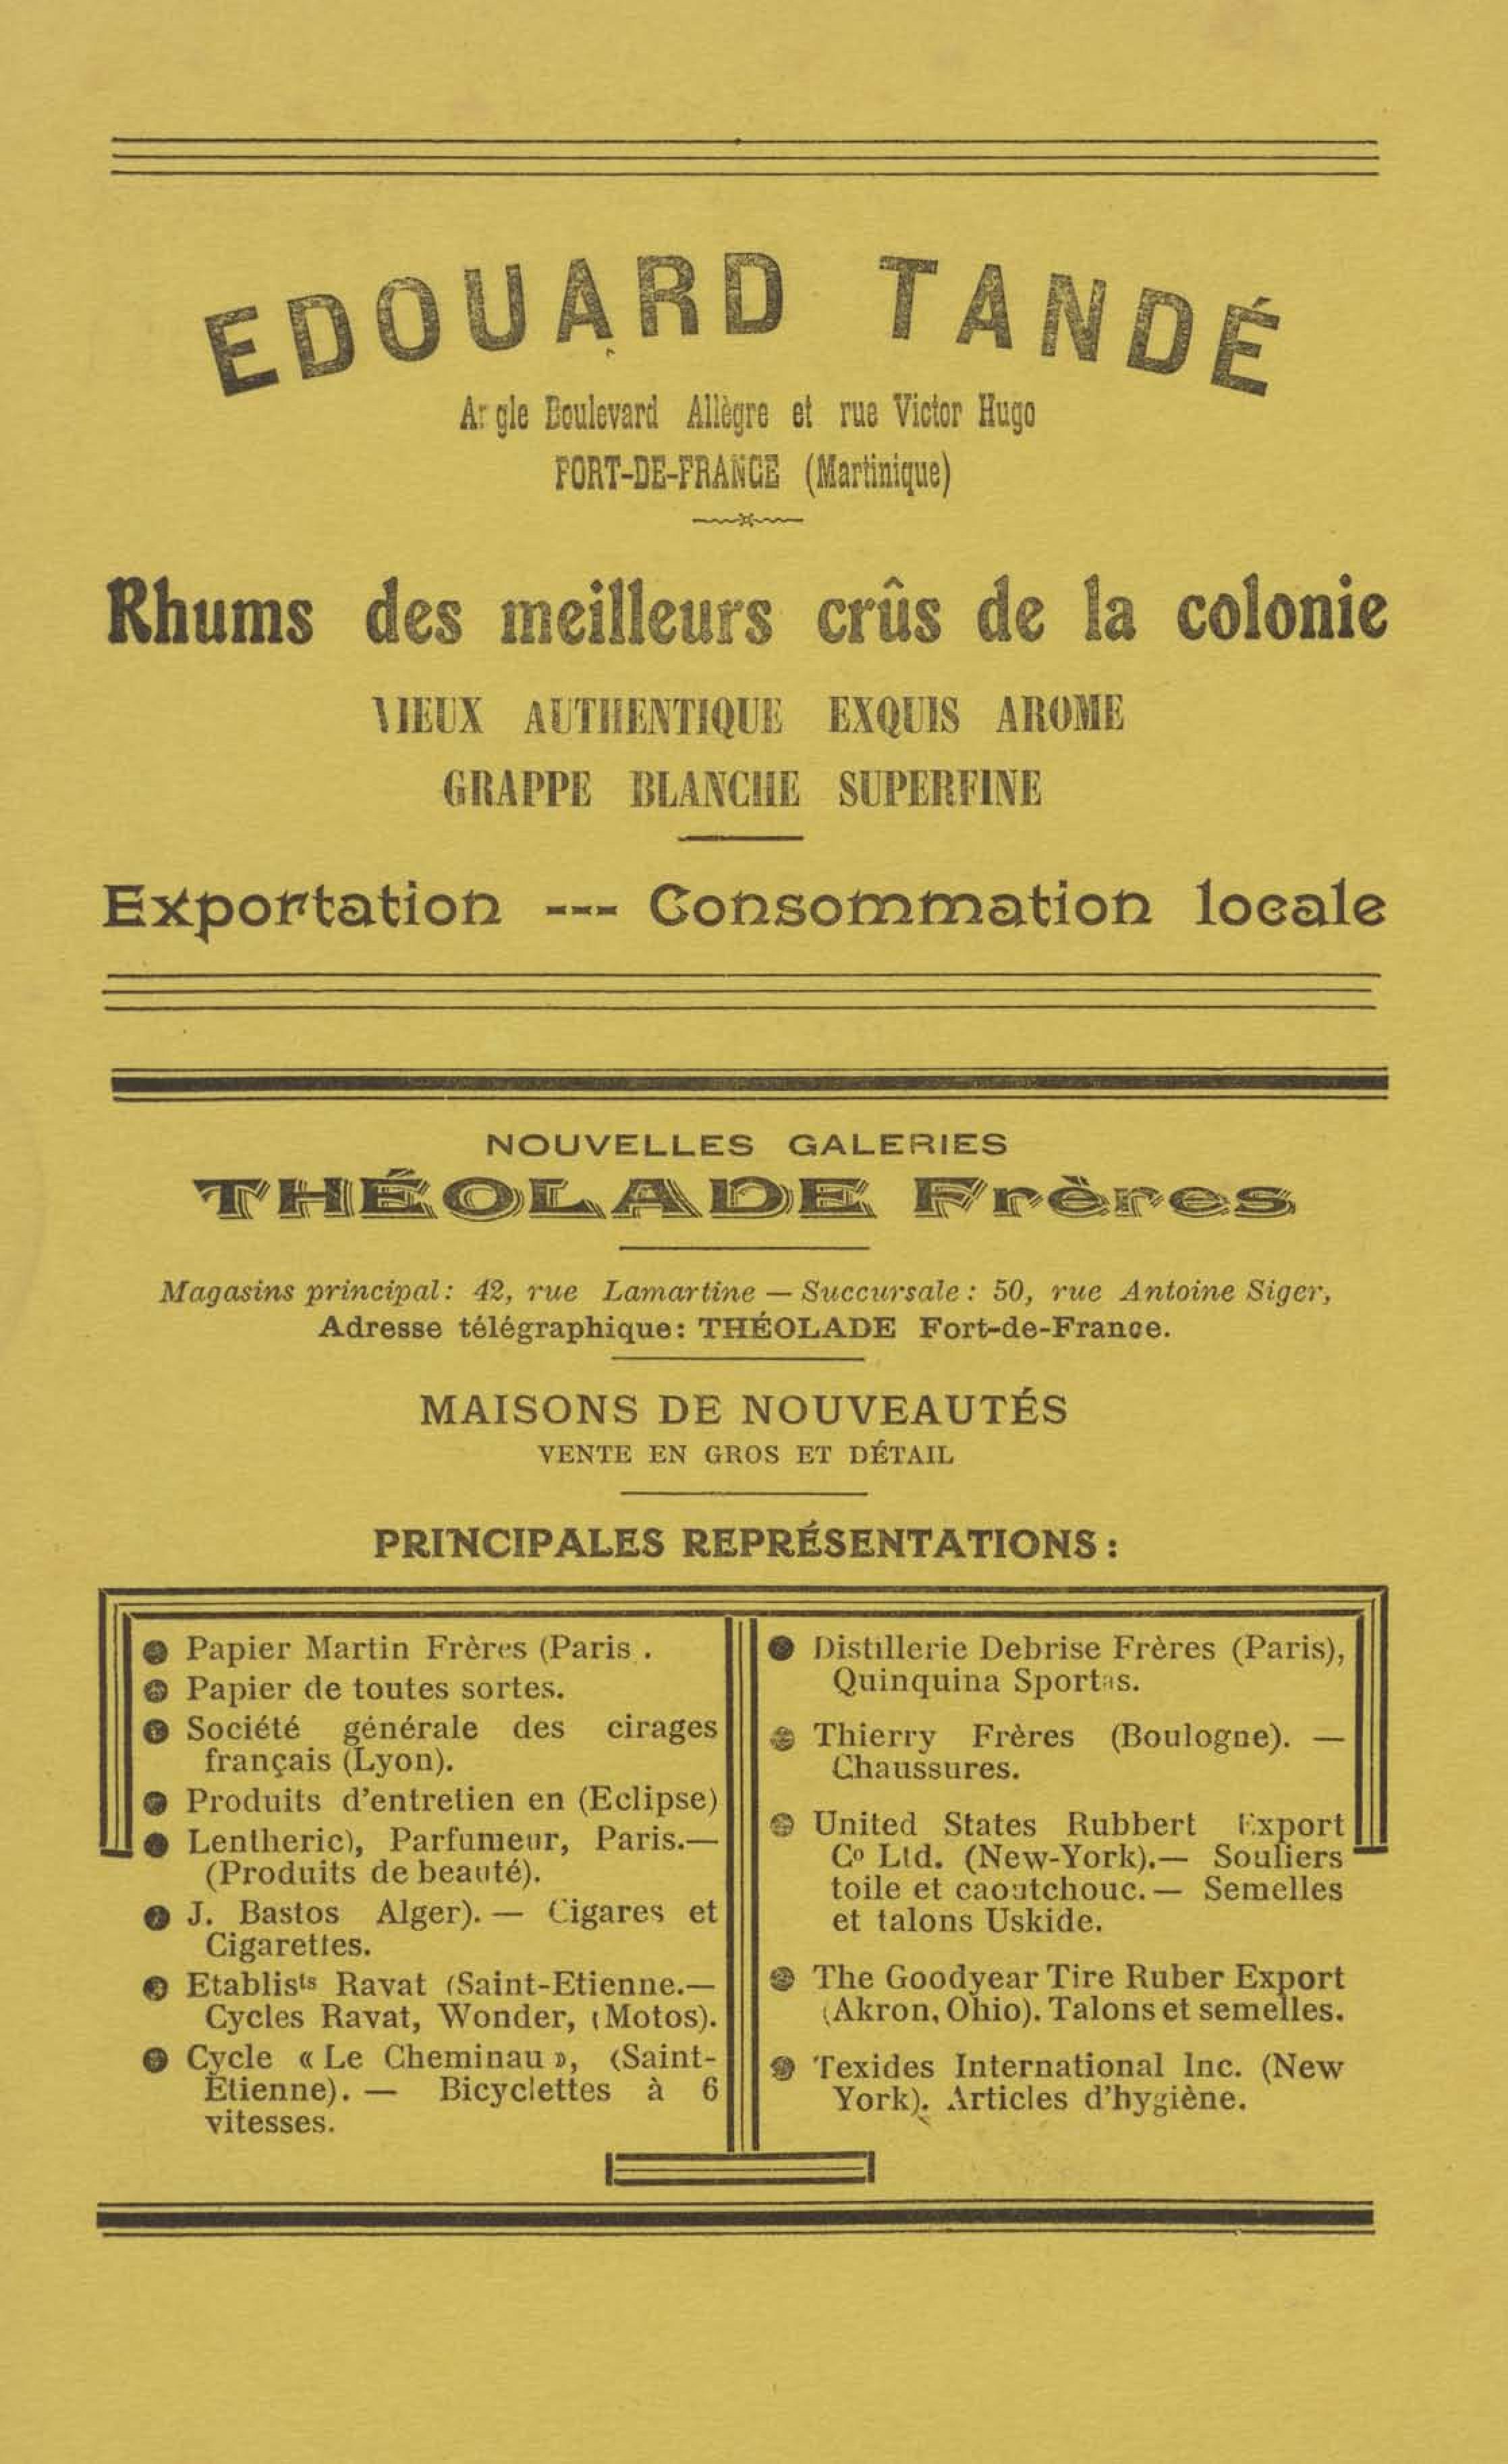 EDOUARD TANDÉ
Angle Boulevard Allègre et rue Victor Hugo
FORT-DE-FRANCE (Martinique)
Rhums des meilleurs crûs de la colonie
VIEUX AUTHENTIQUE EXQUIS AROME
GRAPPE BLANCHE SUPERFINE
Exportation --- Consommation locale
NOUVELLES GALERIES
THÉOLADE Frères
Magasins principal: 42, rue Lamartine — Succursale : 50, rue Antoine Siger,
Adresse télégraphique: THÉOLADE Fort-de-France.
MAISONS DE NOUVEAUTÉS
VENTE EN GROS ET DÉTAIL
PRINCIPALES REPRÉSENTATIONS :
● Papier Martin Frères (Paris .
● Papier de toutes sortes.
● Société générale des cirages
français (Lyon).
● Produits d'entretien en (Eclipse)
● Lentheric), Parfumeur, Paris.—
(Produits de beauté).
● J. Bastos Alger). — Cigares et
Cigarettes.
● Etablists Ravat (Saint-Etienne.—
Cycles Ravat, Wonder, (Motos).
● Cycle « Le Cheminau », (Saint-
Etienne). — Bicyclettes à 6
vitesses.
● Distillerie Debrise Frères (Paris),
Quinquina Sportas.
● Thierry Frères (Boulogne). —
Chaussures.
● United States Rubbert Export
Co Ltd. (New-York).— Souliers
toile et caoutchouc. — Semelles
et talons Uskide.
● The Goodyear Tire Ruber Export
(Akron, Ohio). Talons et semelles.
● Texides International Inc. (New
York). Articles d'hygiène.